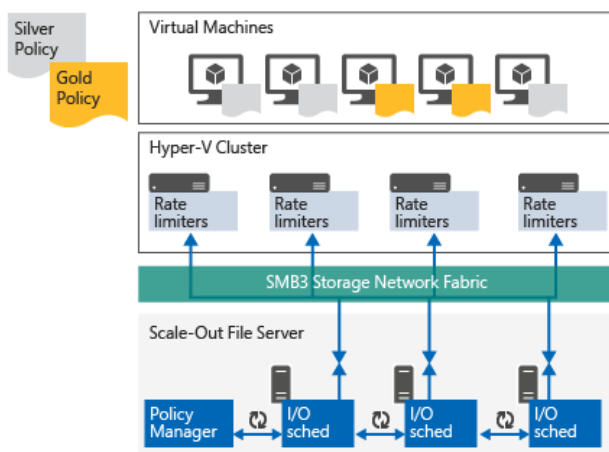 Silver
Policy
Gold
Policy
Virtual Machines
Hyper-V Cluster
Rate
limiters
Rate
limiters
Rate
limiters
Rate
limiters
SMB3 Storage Network Fabric
Scale-Out File Server
Policy
Manager
I/O
sched
I/O
sched
I/O
sched